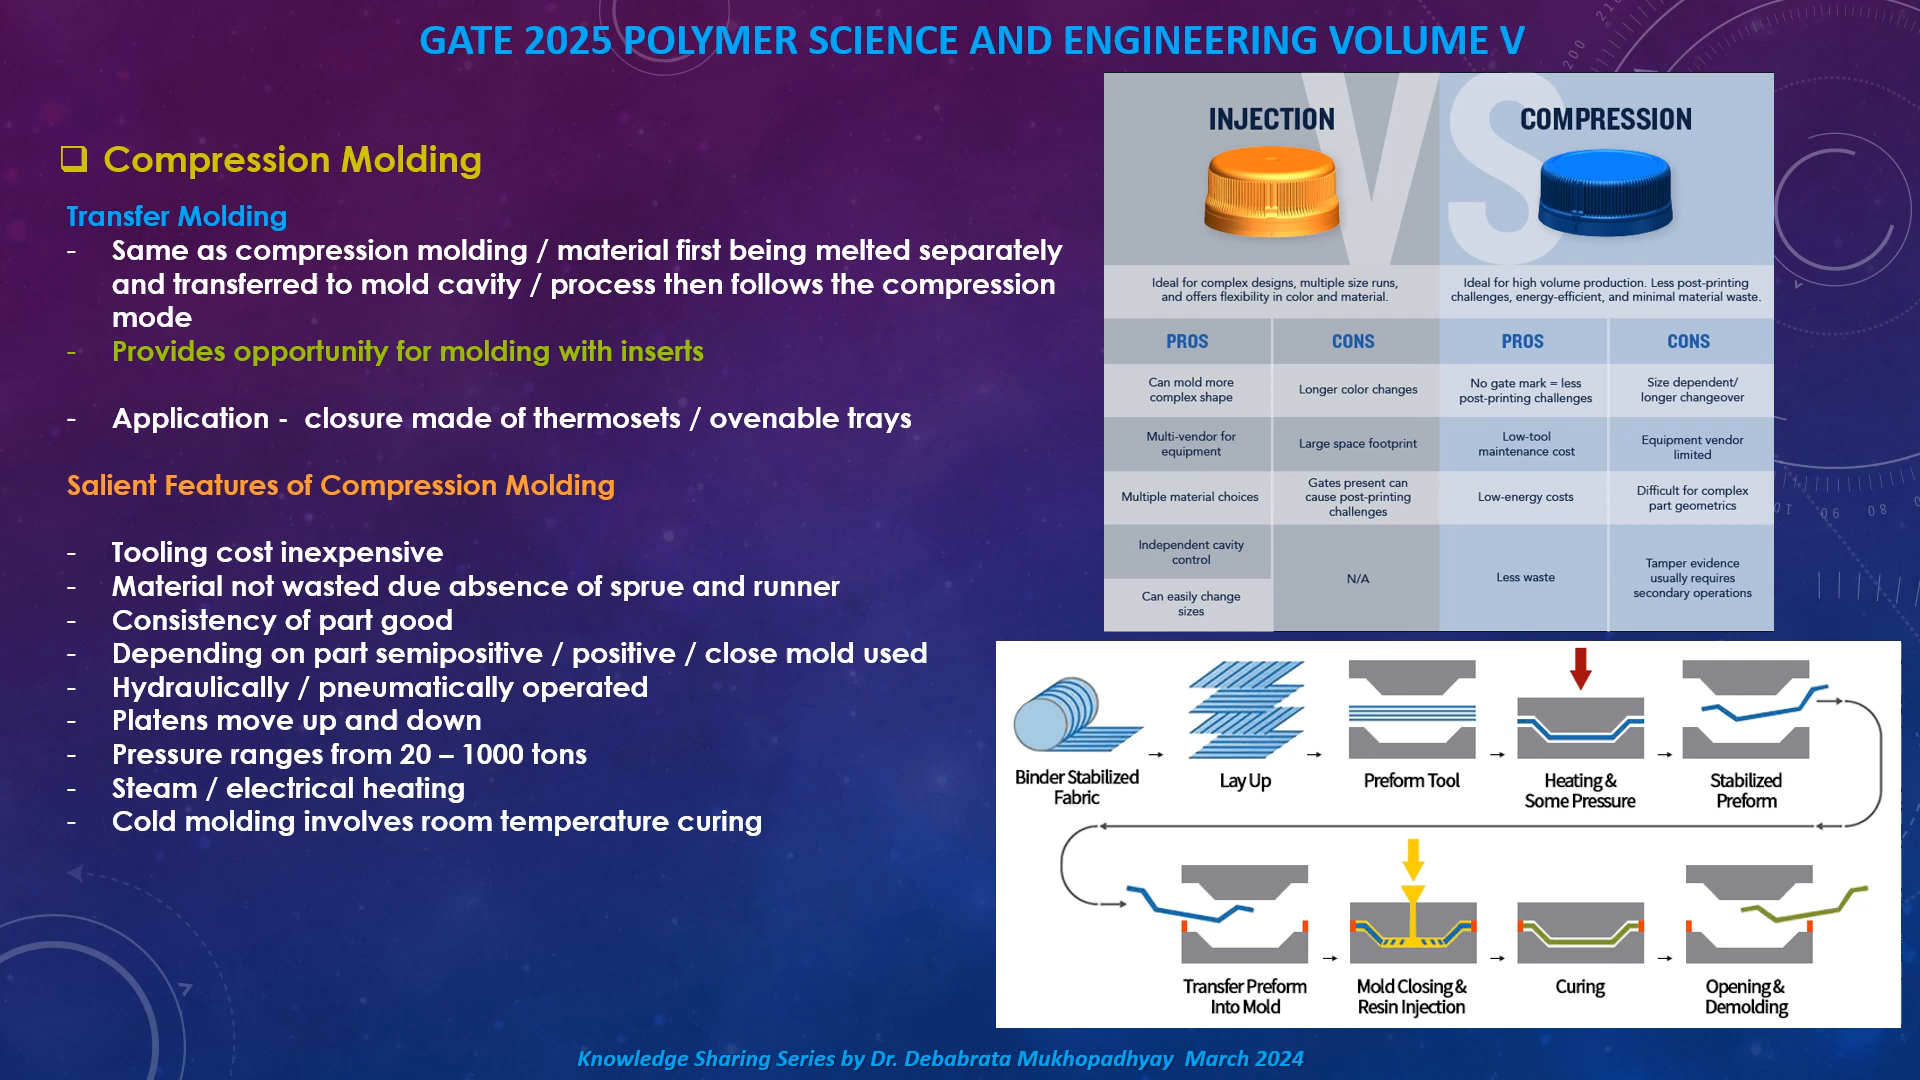 GATE 2025 POLYMER SCIENCE AND ENGINEERING VOLUME V
❑ Compression Molding
Transfer Molding
- Same as compression molding / material first being melted separately
and transferred to mold cavity / process then follows the compression
mode
- Provides opportunity for molding with inserts
- Application - closure made of thermosets / ovenable trays
Salient Features of Compression Molding
- Tooling cost inexpensive
- Material not wasted due absence of sprue and runner
- Consistency of part good
- Depending on part semipositive / positive / close mold used
- Hydraulically / pneumatically operated
- Platens move up and down
- Pressure ranges from 20 – 1000 tons
- Steam / electrical heating
- Cold molding involves room temperature curing
VS
INJECTION
COMPRESSION
Ideal for complex designs, multiple size runs,
and offers flexibility in color and material.
Ideal for high volume production. Less post-printing
challenges, energy-efficient, and minimal material waste.
PROS
CONS
PROS
CONS
Can mold more
complex shape
Longer color changes
No gate mark = less
post-printing challenges
Size dependent/
longer changeover
Multi-vendor for
equipment
Large space footprint
Low-tool
maintenance cost
Equipment vendor
limited
Multiple material choices
Gates present can
cause post-printing
challenges
Low-energy costs
Difficult for complex
part geometrics
Independent cavity
control
Can easily change
sizes
N/A
Less waste
Tamper evidence
usually requires
secondary operations
Binder Stabilized
Fabric
Lay Up
Preform Tool
Heating &
Some Pressure
Stabilized
Preform
Transfer Preform
Into Mold
Mold Closing &
Resin Injection
Curing
Opening &
Demolding
Knowledge Sharing Series by Dr. Debabrata Mukhopadhyay March 2024